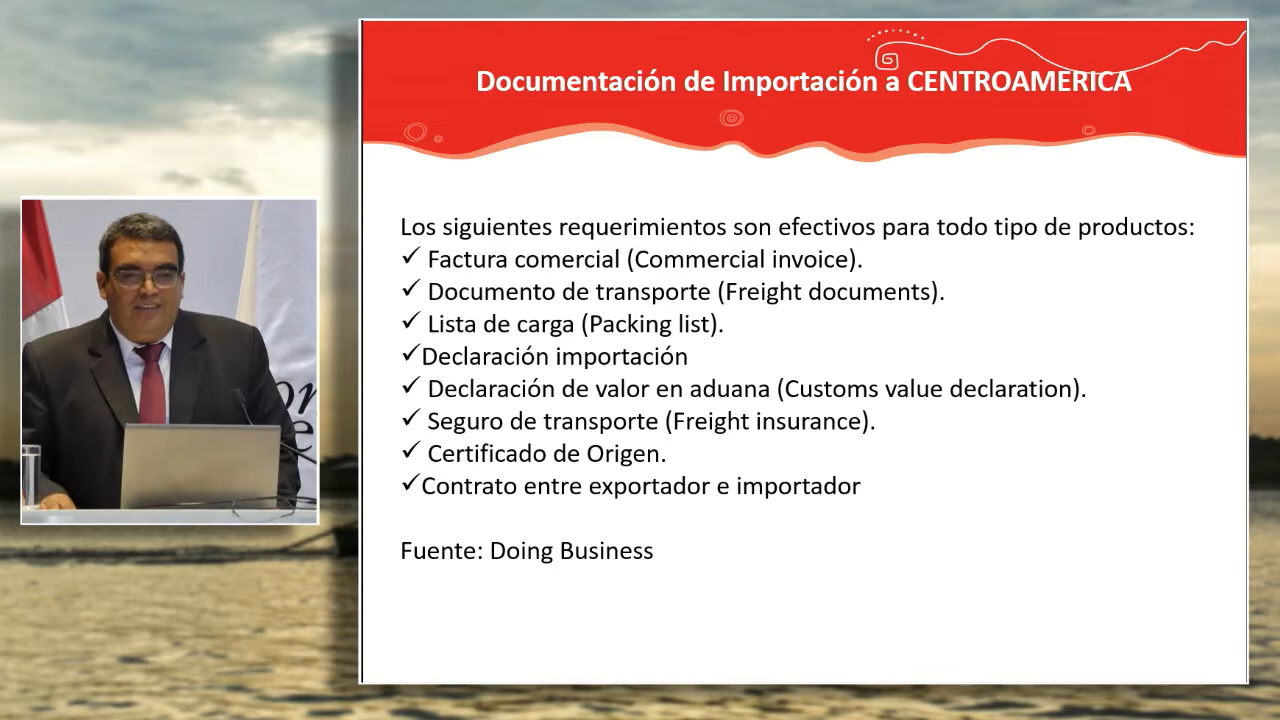 Documentación de Importación a CENTROAMERICA
Los siguientes requerimientos son efectivos para todo tipo de productos:
✓ Factura comercial (Commercial invoice).
✓ Documento de transporte (Freight documents).
✓ Lista de carga (Packing list).
✓Declaración importación
✓ Declaración de valor en aduana (Customs value declaration).
✓ Seguro de transporte (Freight insurance).
✓ Certificado de Origen.
✓Contrato entre exportador e importador
Fuente: Doing Business